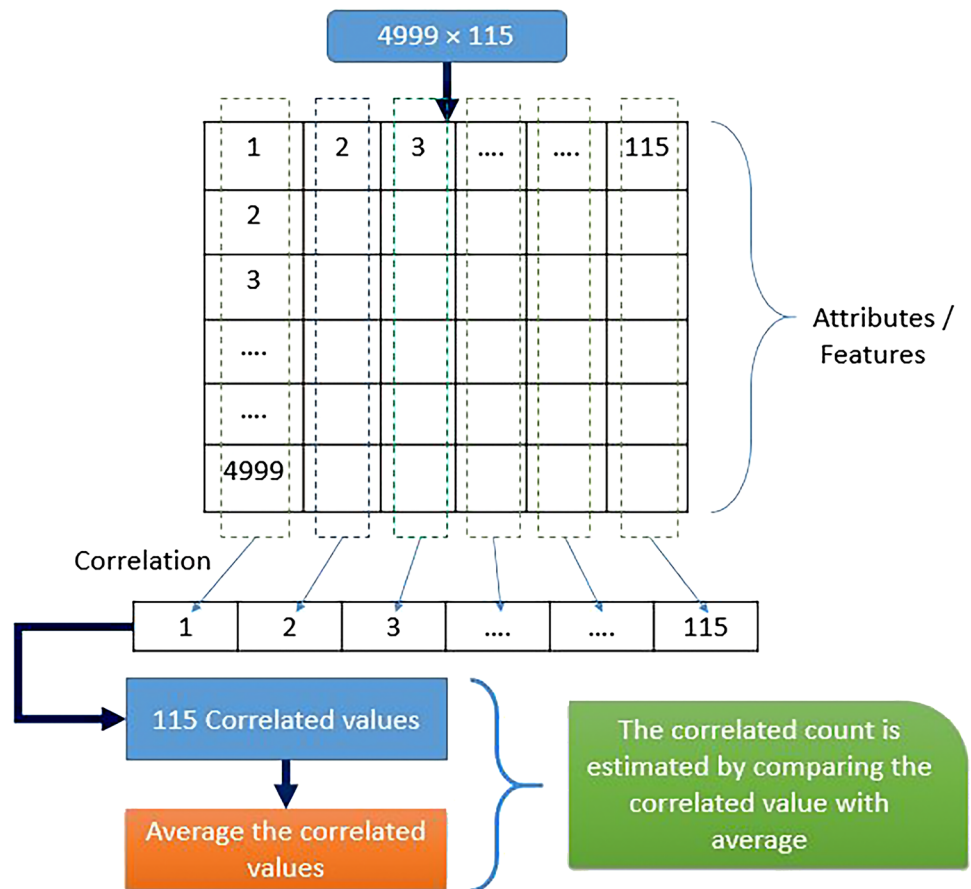 4999 × 115
1 2 3 .... .... 115
2
3
....
....
4999
Attributes /
Features
Correlation
1 2 3 .... .... 115
115 Correlated values
Average the correlated
values
The correlated count is
estimated by comparing the
correlated value with
average